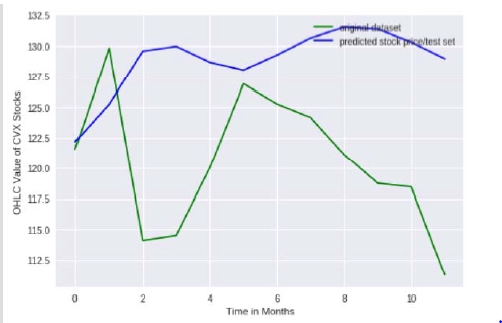 132.5
original dataset
predicted stock price/test set
130.0
127.5
125.0
122.5
120.0
117.5
115.0
112.5
OHLC Value of CVX Stocks
0 2 4 6 8 10
Time in Months